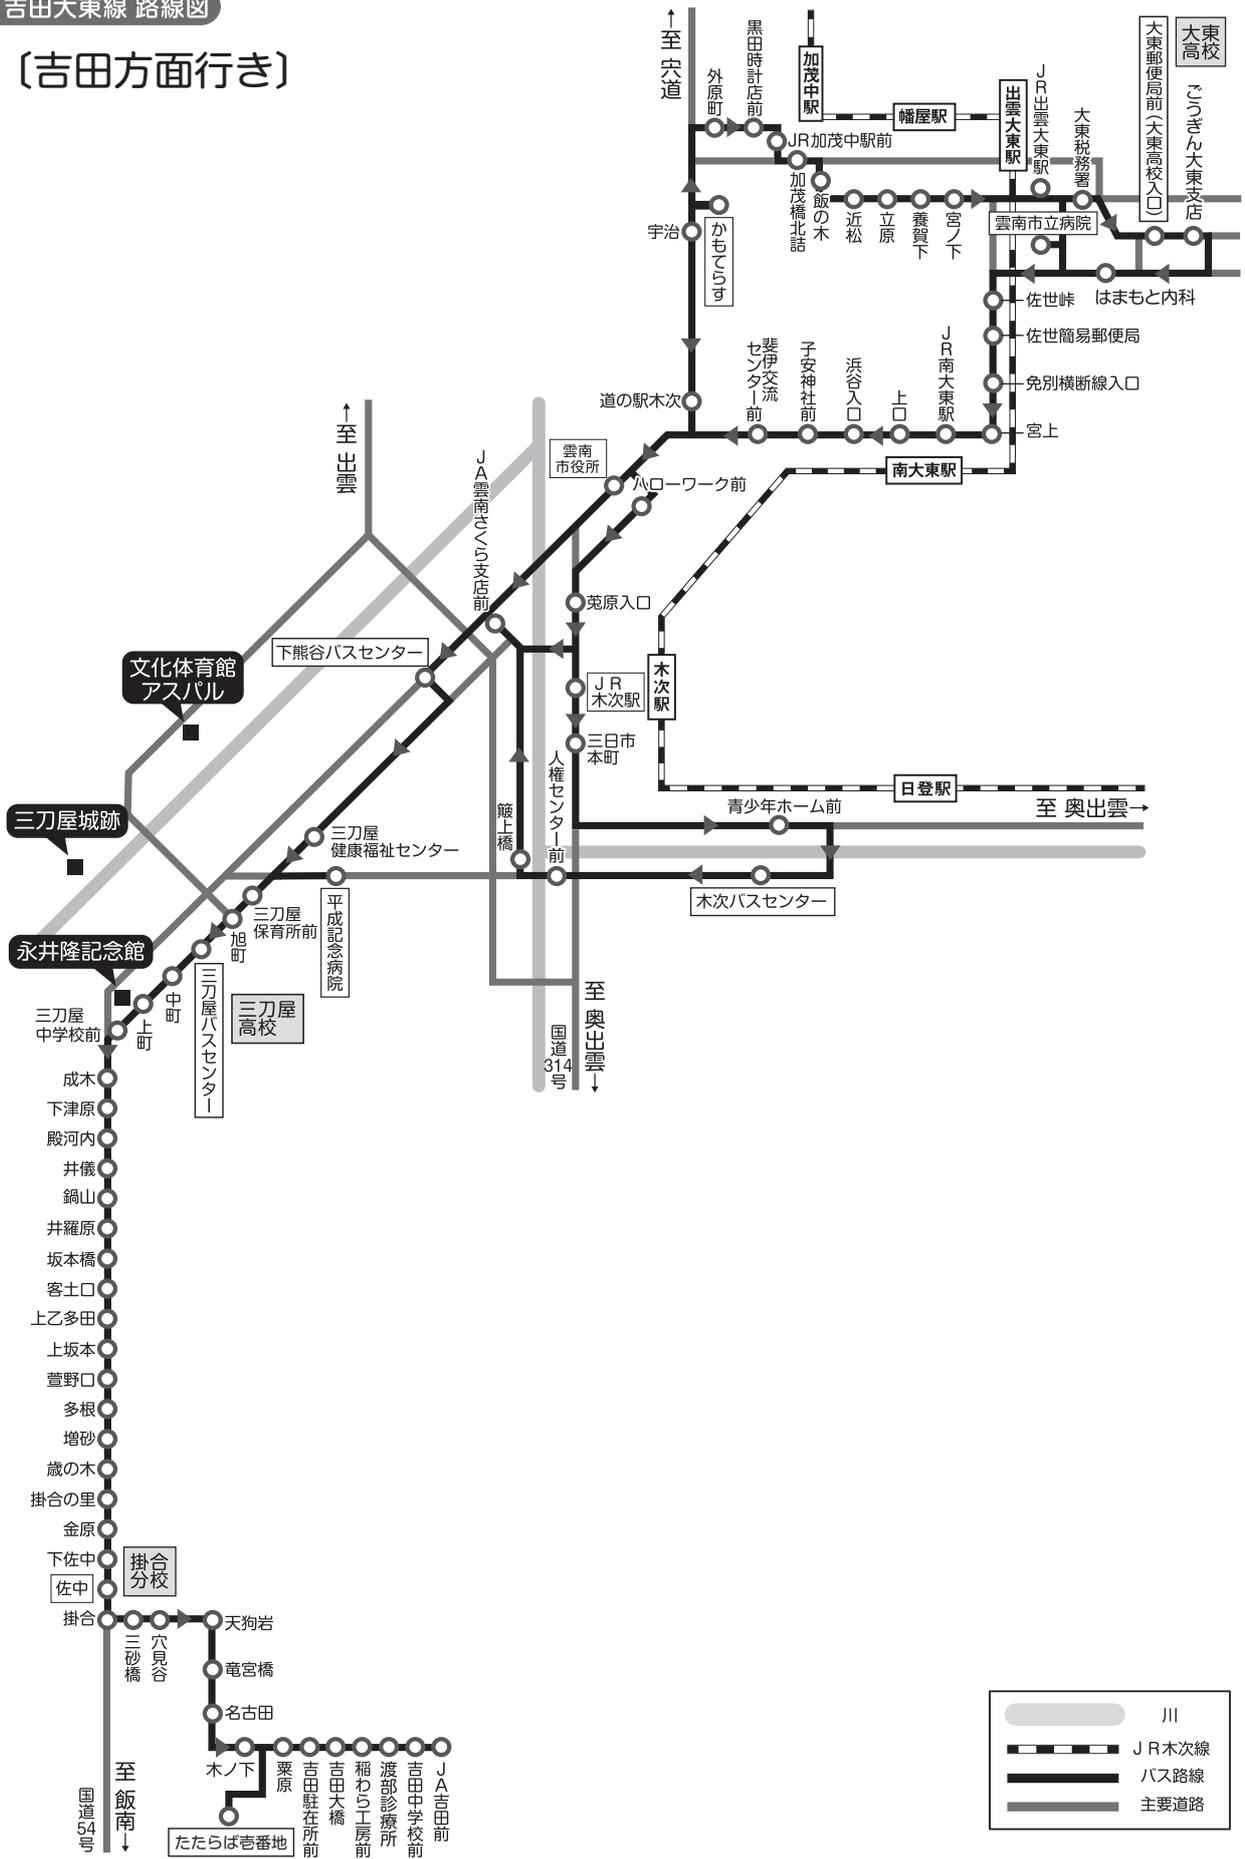 吉田大東線 路線図
〔吉田方面行き〕
←至 宍道
外原町
黒田時計店前
加茂中駅
幡屋駅
出雲大東駅
JR出雲大東駅
大東税務署
大東郵便局前（大東高校入口）
大東
高校
ごうぎん大東支店
JR加茂中駅前
加茂橋北詰
飯の木
近松
立原
養賀下
宮ノ下
雲南市立病院
はまもと内科
宇治
かもてらす
佐世峠
佐世簡易郵便局
免別横断線入口
宮上
JR南大東駅
上口
浜谷入口
子安神社前
斐伊交流
センター前
道の駅木次
←至 出雲
雲南
市役所
ハローワーク前
南大東駅
JA雲南さくら支店前
菟原入口
下熊谷バスセンター
文化体育館
アスパル
JR
木次駅
木次駅
三日市
本町
日登駅
至 奥出雲→
青少年ホーム前
人権センター前
簸上橋
三刀屋城跡
三刀屋
健康福祉センター
木次バスセンター
平成記念病院
三刀屋
保育所前
旭町
永井隆記念館
三刀屋バスセンター
三刀屋
高校
中町
上町
三刀屋
中学校前
国道314号
至 奥出雲→
成木
下津原
殿河内
井儀
鍋山
井羅原
坂本橋
客土口
上乙多田
上坂本
萱野口
多根
増砂
歳の木
掛合の里
金原
下佐中
掛合
分校
佐中
掛合
三砂橋
穴見谷
天狗岩
竜宮橋
名古田
木ノ下
栗原
吉田駐在所前
吉田大橋
稲わら工房前
渡部診療所
吉田中学校前
JA吉田前
たたらば壱番地
国道54号
至 飯南→
川
JR木次線
バス路線
主要道路